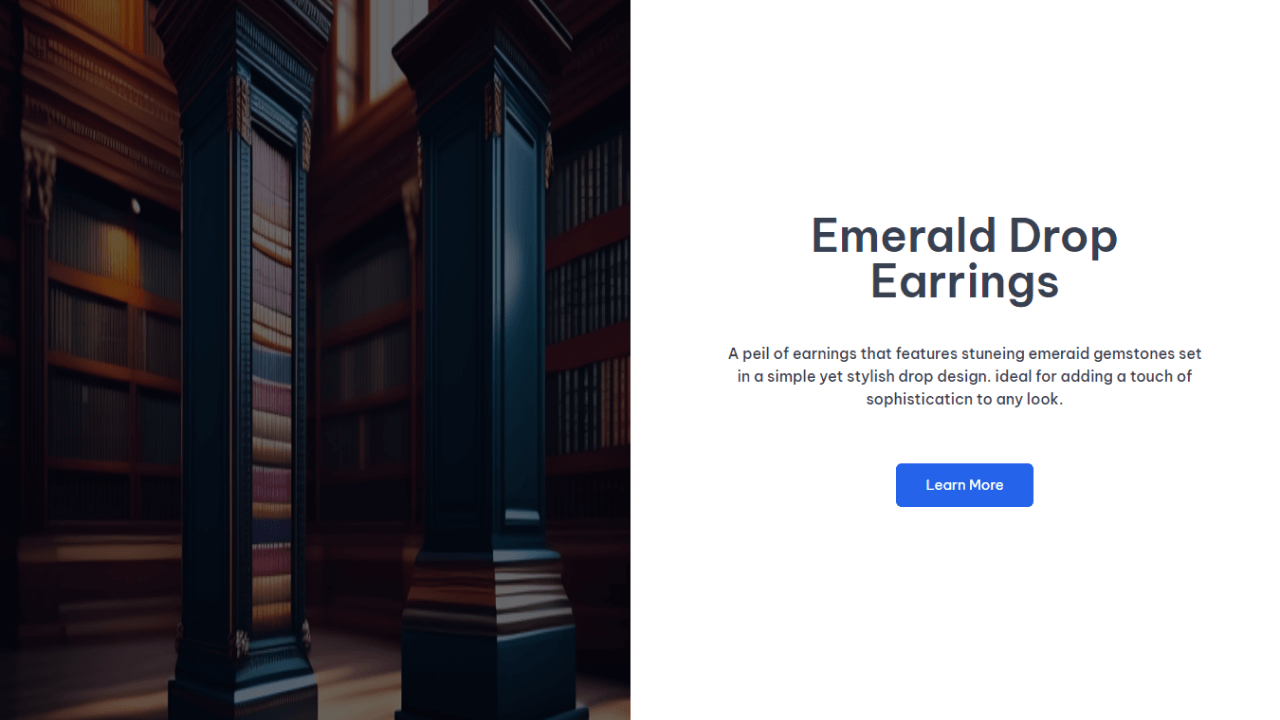 Emerald Drop
Earrings
A peil of earnings that features stuneing emeraid gemstones set
in a simple yet stylish drop design. ideal for adding a touch of
sophisticaticn to any look.
Learn More